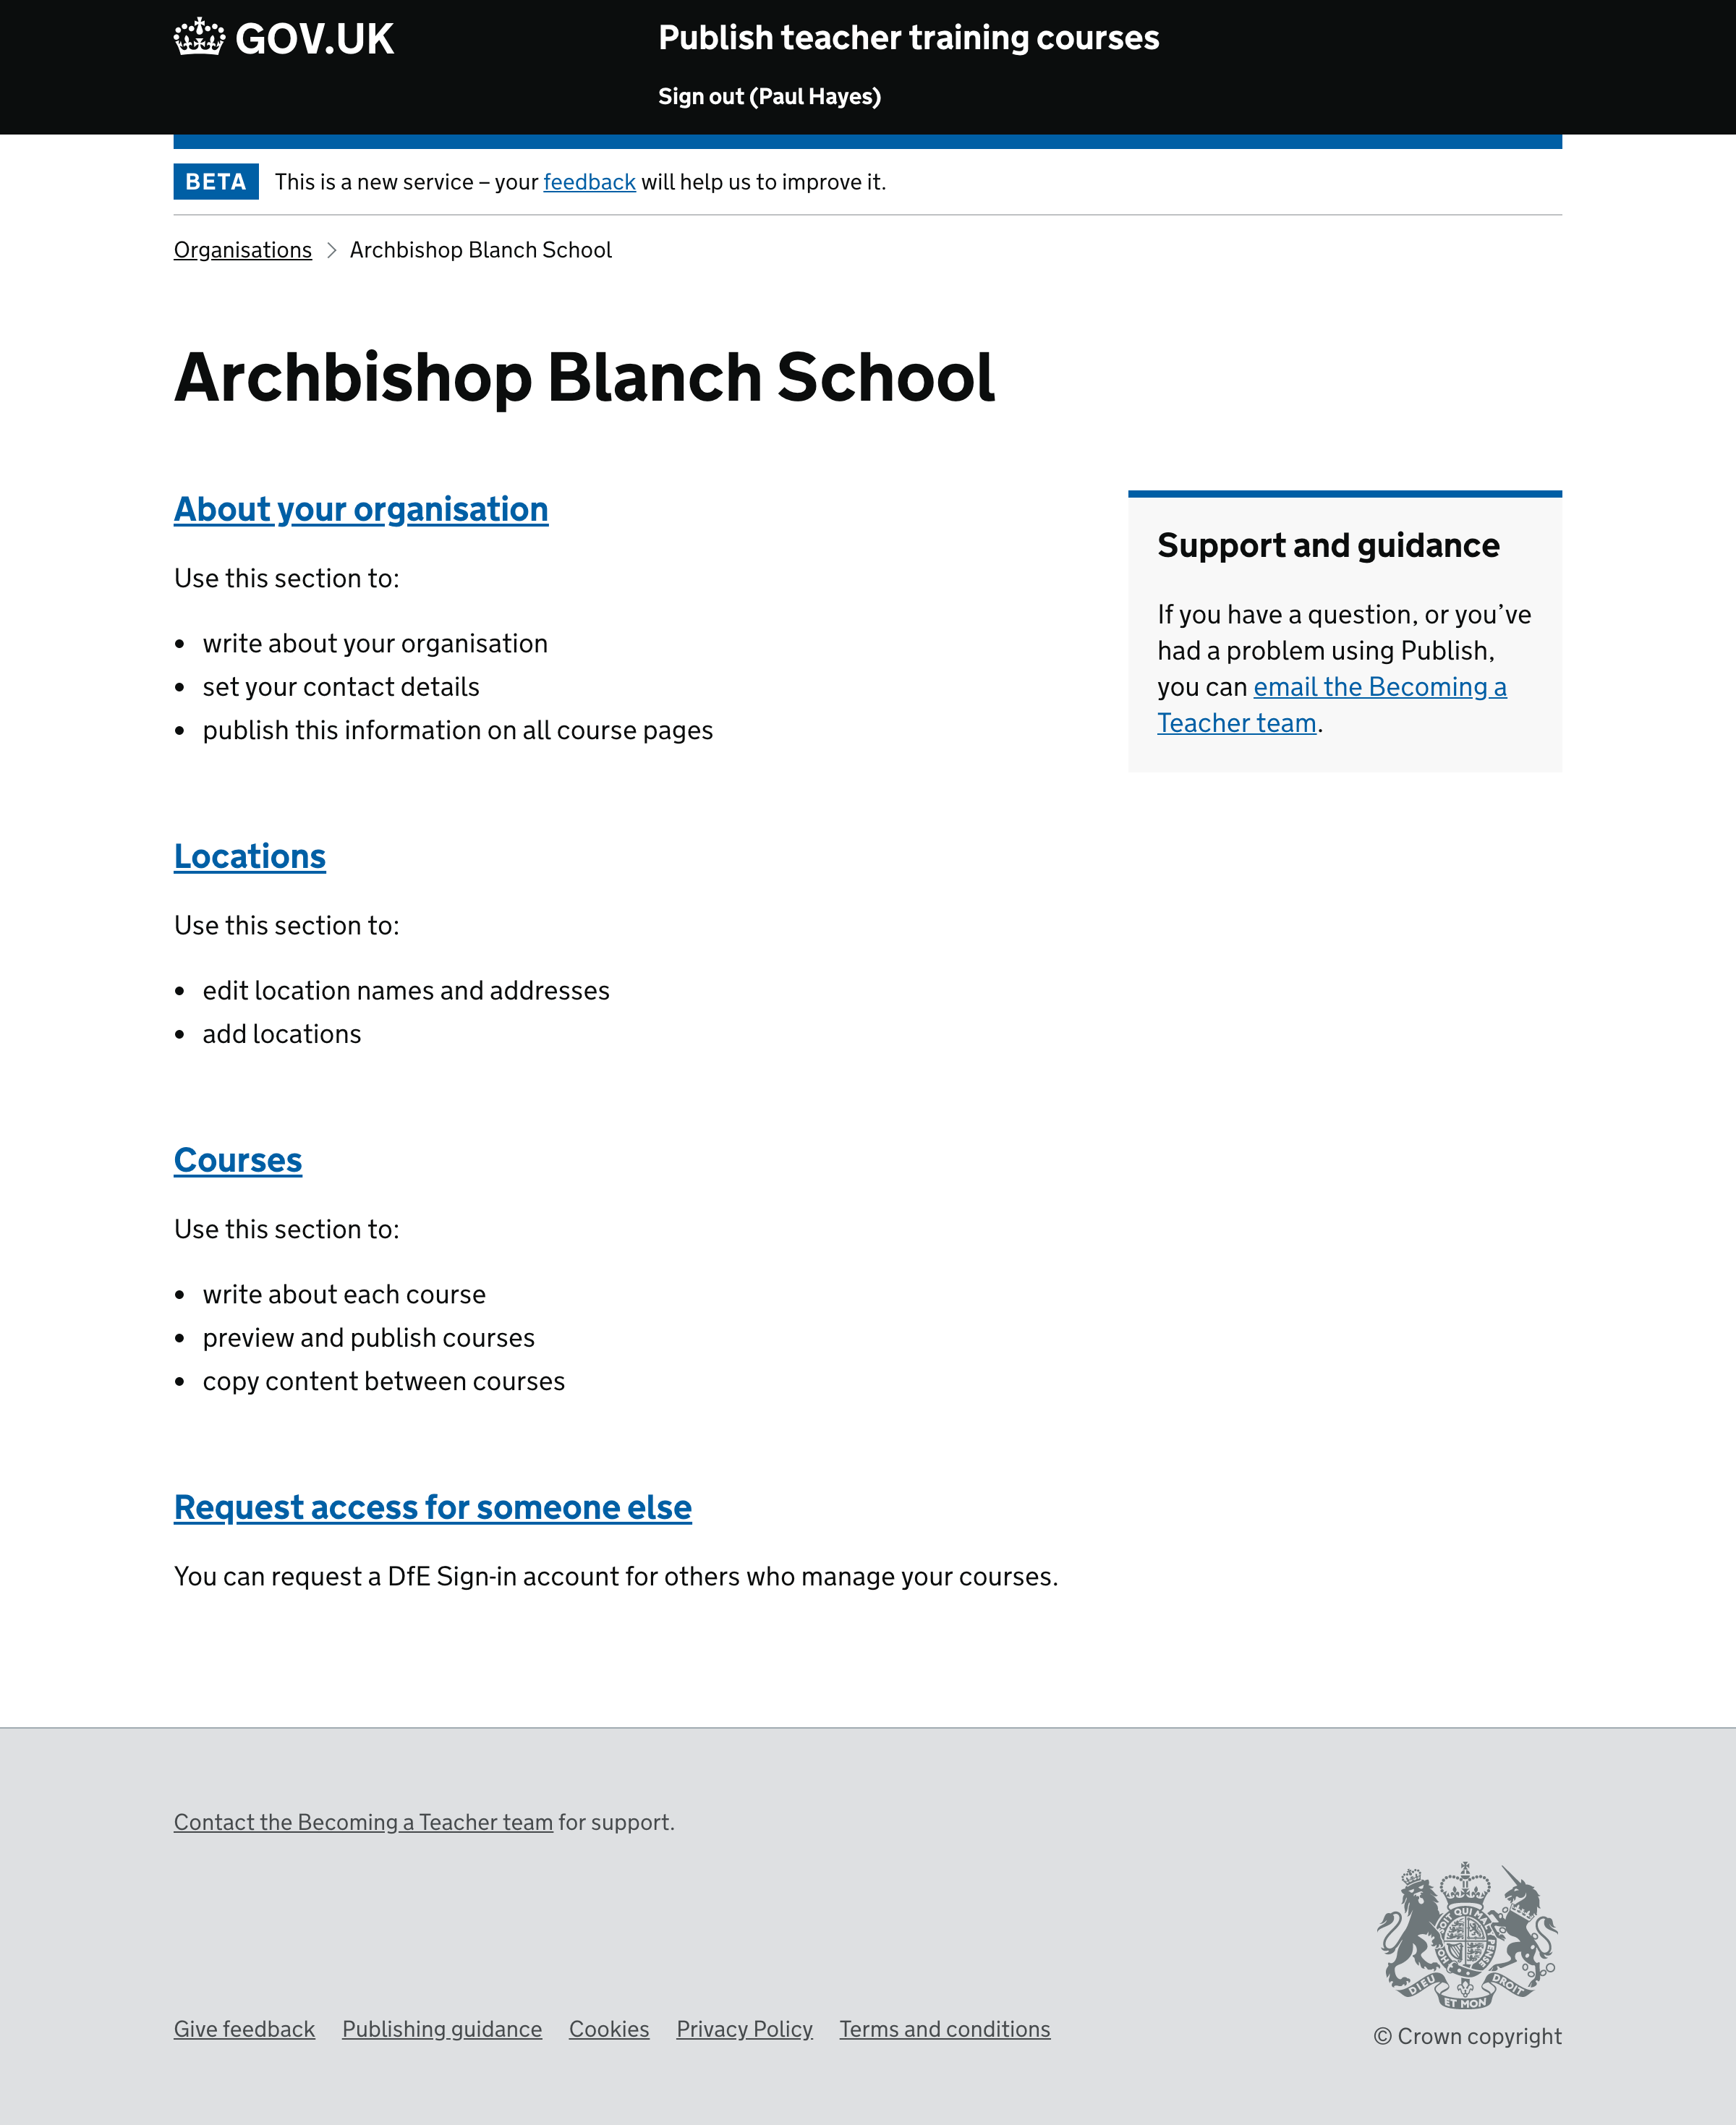 GOV.UK
Publish teacher training courses
Sign out (Paul Hayes)
BETA This is a new service – your feedback will help us to improve it.
Organisations > Archbishop Blanch School
Archbishop Blanch School
About your organisation
Use this section to:
• write about your organisation
• set your contact details
• publish this information on all course pages
Support and guidance
If you have a question, or you’ve
had a problem using Publish,
you can email the Becoming a
Teacher team.
Locations
Use this section to:
• edit location names and addresses
• add locations
Courses
Use this section to:
• write about each course
• preview and publish courses
• copy content between courses
Request access for someone else
You can request a DfE Sign-in account for others who manage your courses.
Contact the Becoming a Teacher team for support.
DIEU ET MON DROIT
Give feedback Publishing guidance Cookies Privacy Policy Terms and conditions
© Crown copyright